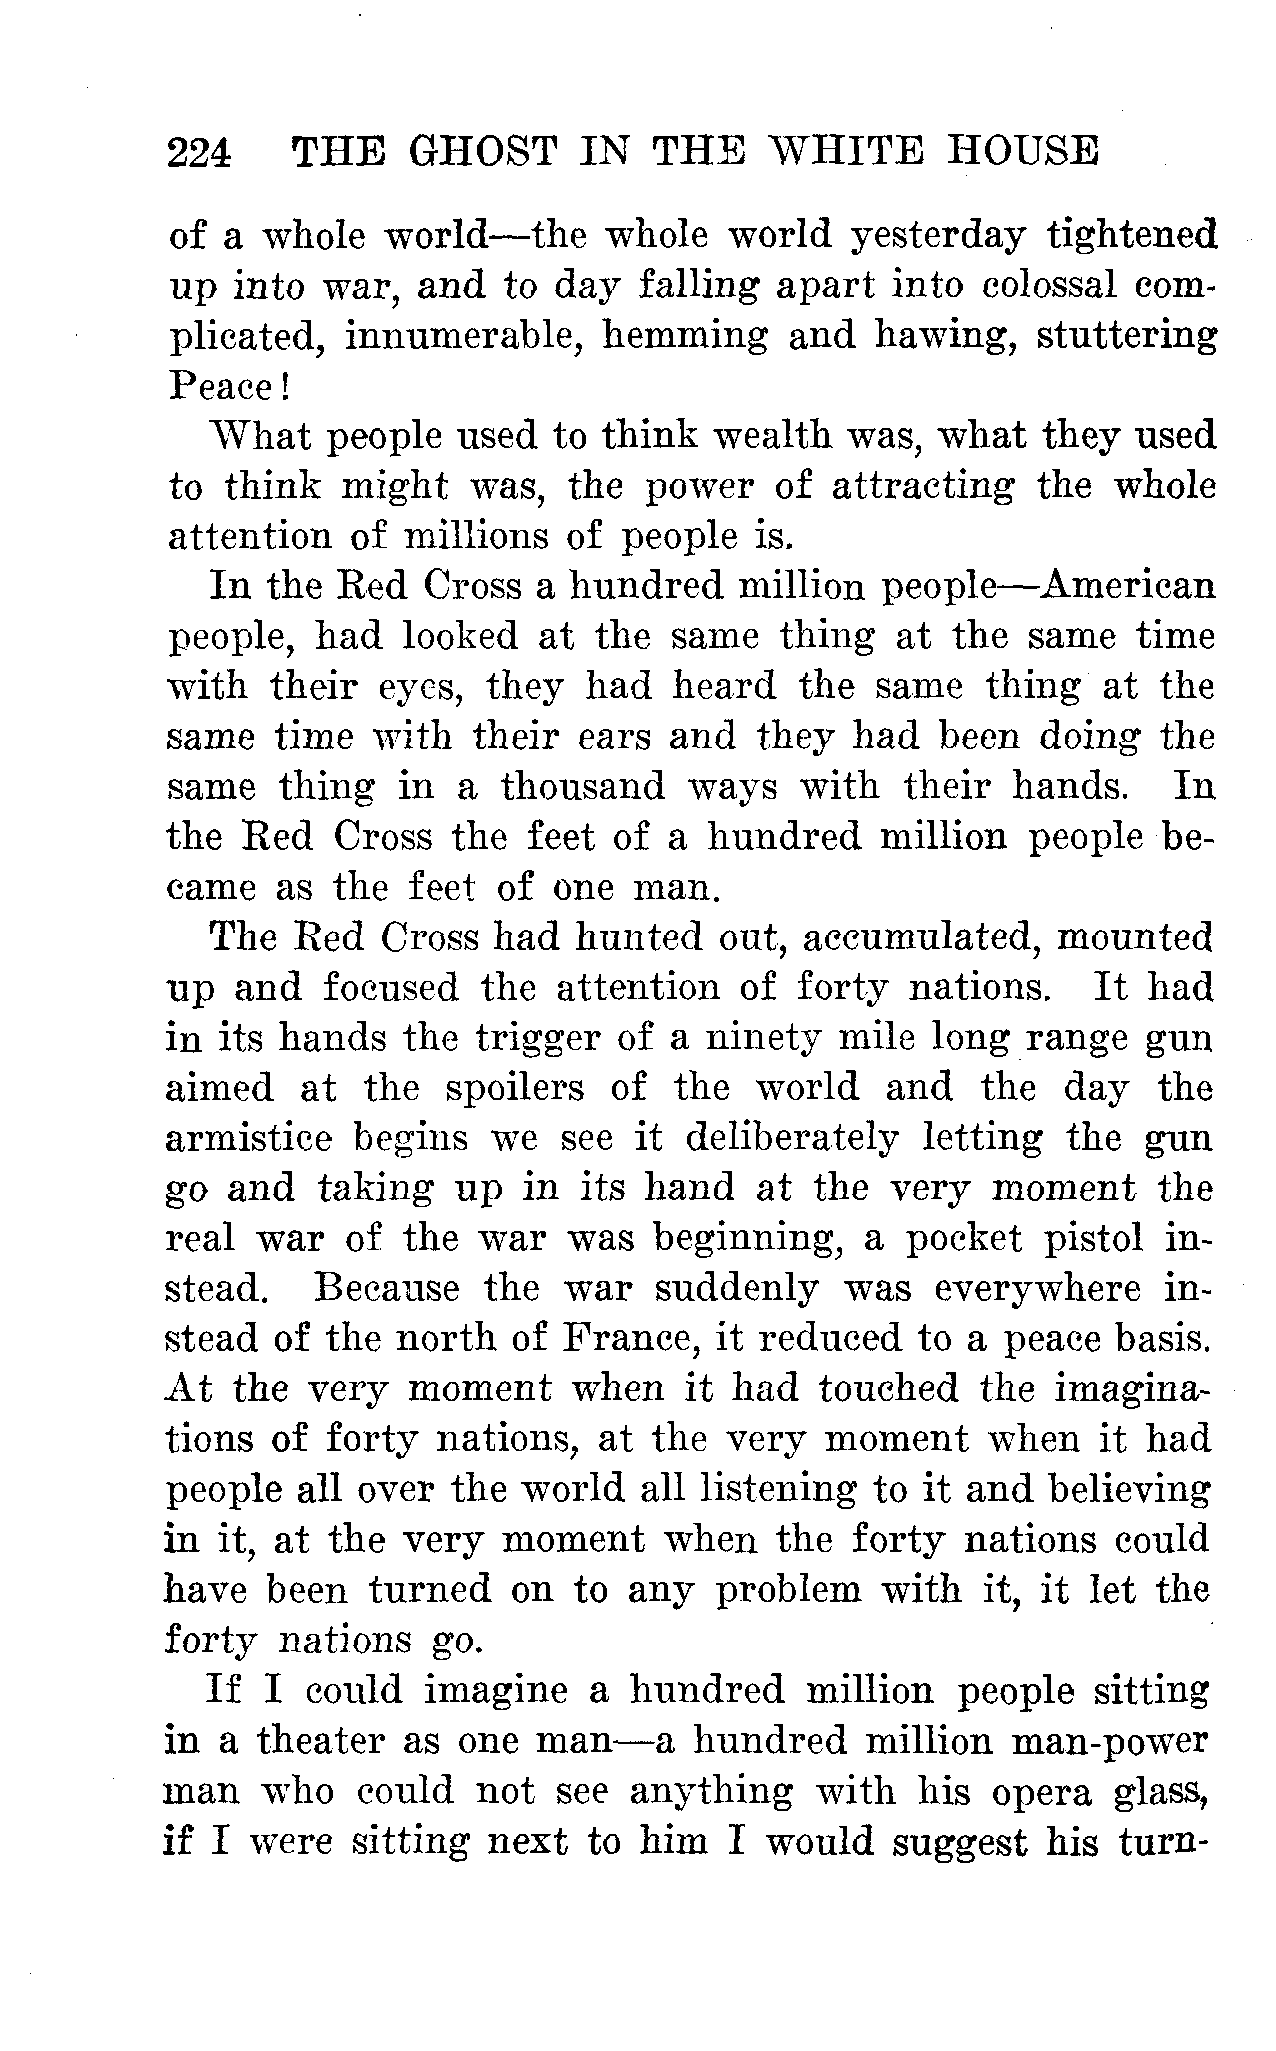 224 THE GHOST IN THE WHITE HOUSE
of a whole world—the whole world yesterday tightened
up into war, and to day falling apart into colossal com-
plicated, innumerable, hemming and hawing, stuttering
Peace!
What people used to think wealth was, what they used
to think might was, the power of attracting the whole
attention of millions of people is.
In the Red Cross a hundred million people—American
people, had looked at the same thing at the same time
with their eyes, they had heard the same thing at the
same time with their ears and they had been doing the
same thing in a thousand ways with their hands. In
the Red Cross the feet of a hundred million people be-
came as the feet of one man.
The Red Cross had hunted out, accumulated, mounted
up and focused the attention of forty nations. It had
in its hands the trigger of a ninety mile long range gun
aimed at the spoilers of the world and the day the
armistice begins we see it deliberately letting the gun
go and taking up in its hand at the very moment the
real war of the war was beginning, a pocket pistol in-
stead. Because the war suddenly was everywhere in-
stead of the north of France, it reduced to a peace basis.
At the very moment when it had touched the imagina-
tions of forty nations, at the very moment when it had
people all over the world all listening to it and believing
in it, at the very moment when the forty nations could
have been turned on to any problem with it, it let the
forty nations go.
If I could imagine a hundred million people sitting
in a theater as one man—a hundred million man-power
man who could not see anything with his opera glass,
if I were sitting next to him I would suggest his turn-